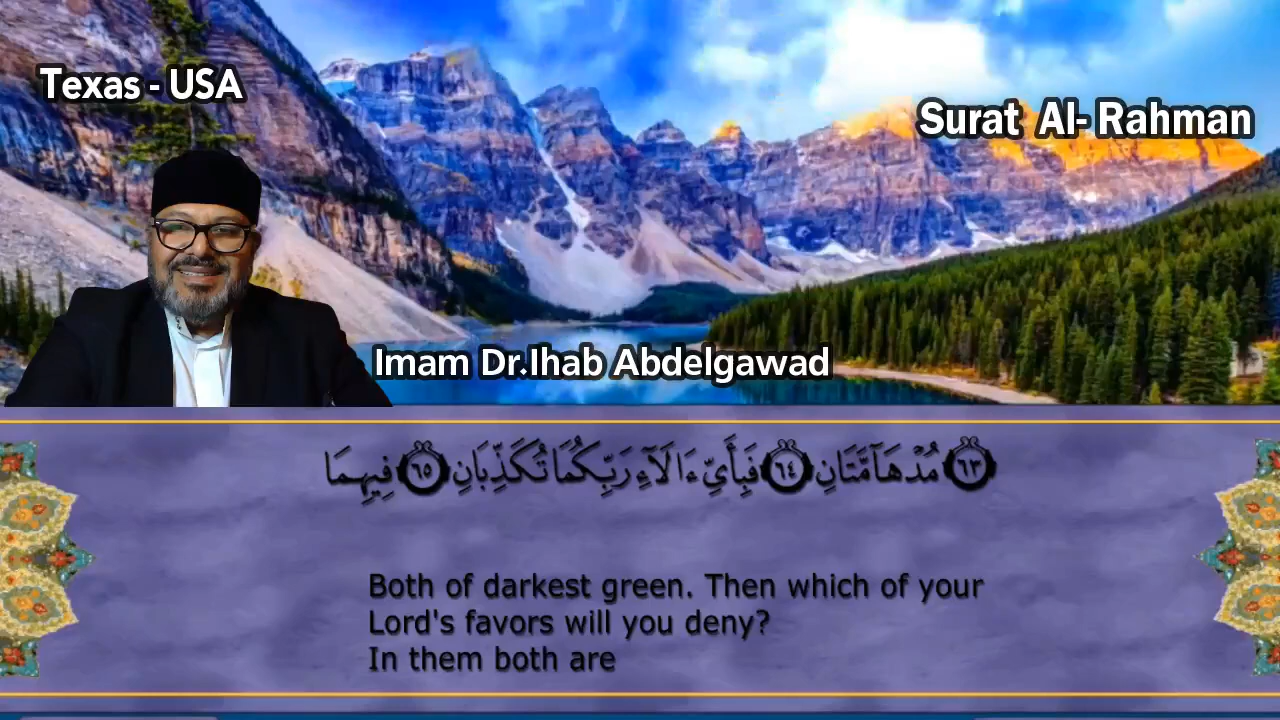 Texas - USA
Surat Al- Rahman
Imam Dr.Ihab Abdelgawad
٦٣ مُدْهَآمَّتَانِ ٦٤ فَبِأَيِّ ءَالَآءِ رَبِّكُمَا تُكَذِّبَانِ ٦٥ فِيهِمَا
Both of darkest green. Then which of your
Lord's favors will you deny?
In them both are